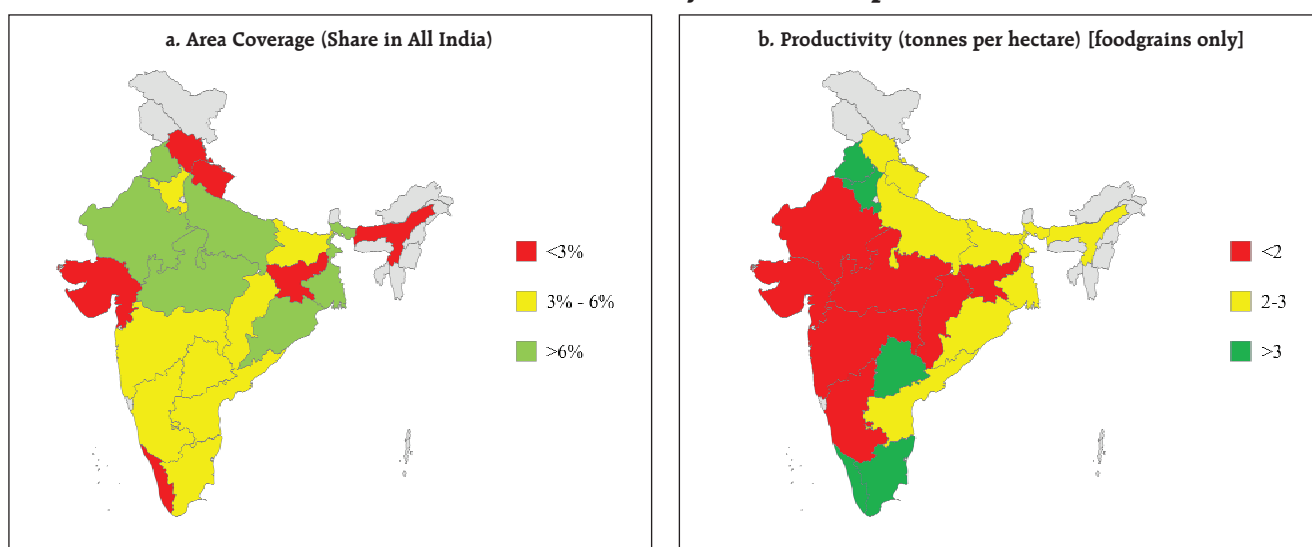 a. Area Coverage (Share in All India)
<3%
3% - 6%
>6%
b. Productivity (tonnes per hectare) [foodgrains only]
<2
2-3
>3